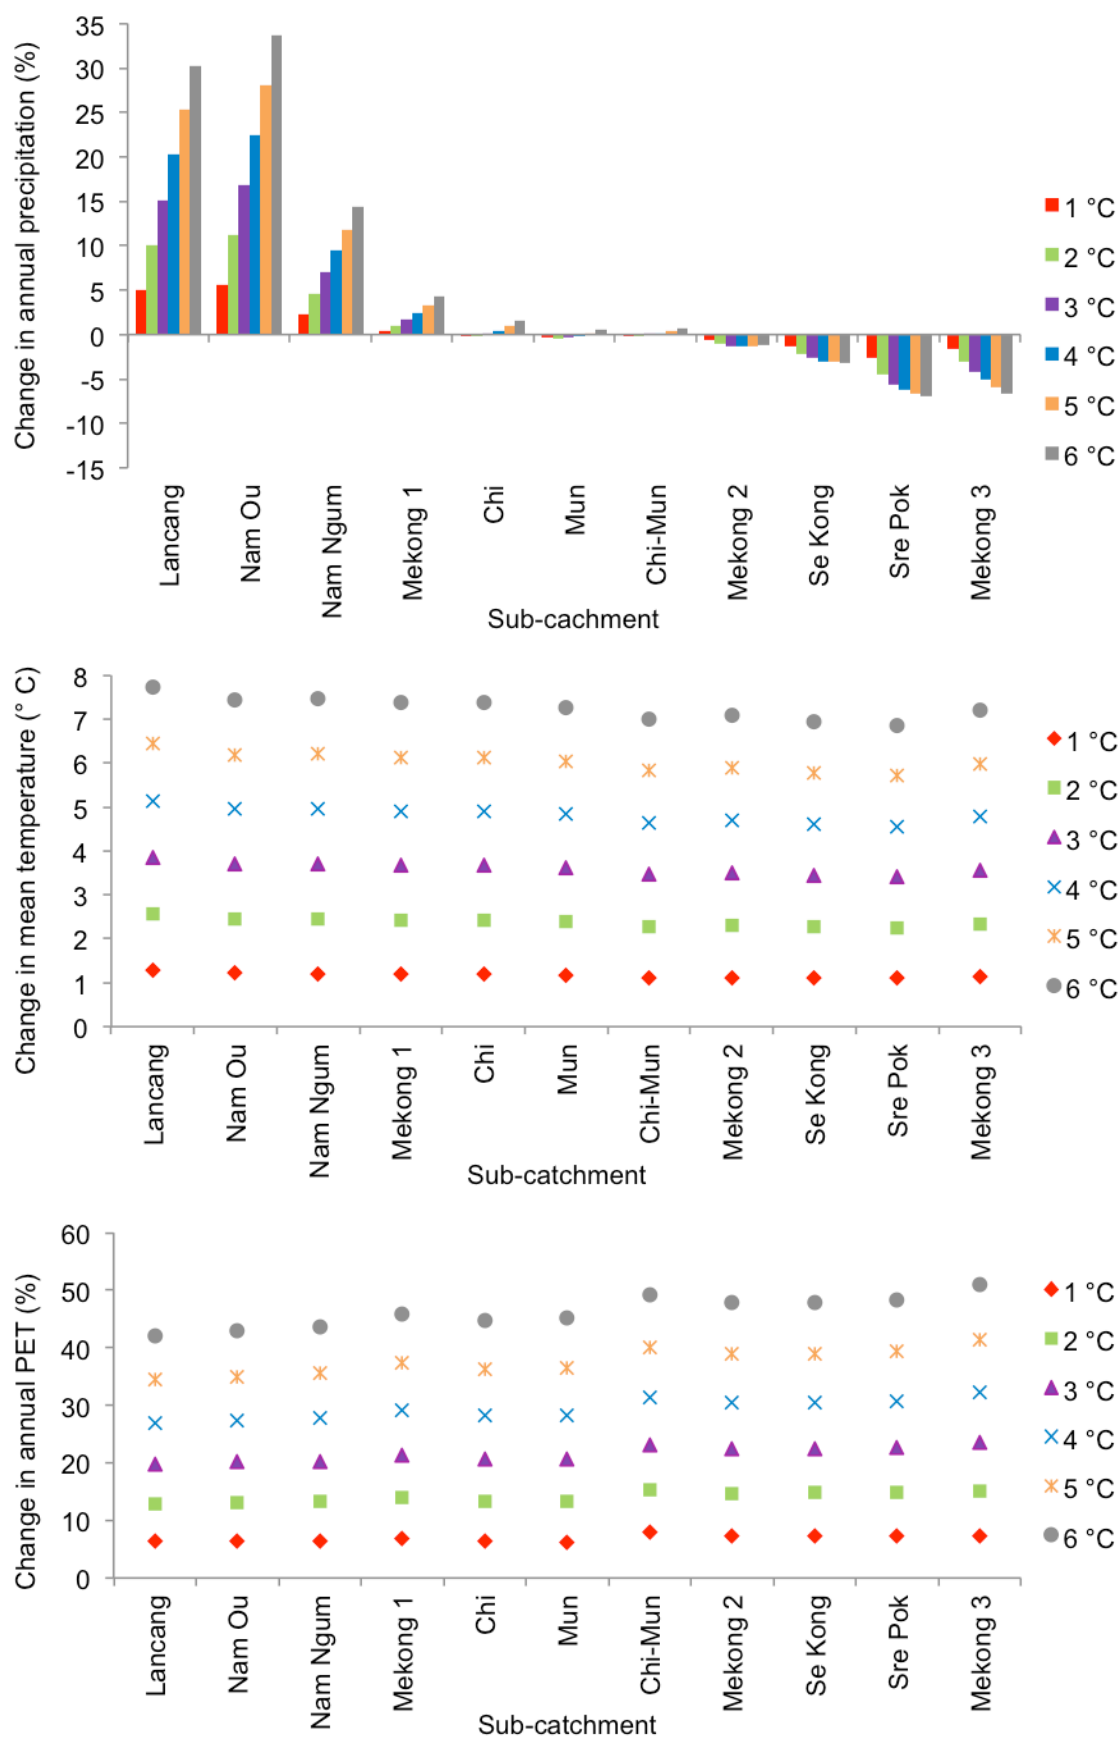 Change in annual precipitation (%)
35
30
25
20
15
10
5
0
-5
-10
-15
Lancang
Nam Ou
Nam Ngum
Mekong 1
Chi
Mun
Chi-Mun
Mekong 2
Se Kong
Sre Pok
Mekong 3
Sub-cachment
1 °C
2 °C
3 °C
4 °C
5 °C
6 °C
Change in mean temperature (° C)
8
7
6
5
4
3
2
1
0
Lancang
Nam Ou
Nam Ngum
Mekong 1
Chi
Mun
Chi-Mun
Mekong 2
Se Kong
Sre Pok
Mekong 3
Sub-catchment
1 °C
2 °C
3 °C
4 °C
5 °C
6 °C
Change in annual PET (%)
60
50
40
30
20
10
0
Lancang
Nam Ou
Nam Ngum
Mekong 1
Chi
Mun
Chi-Mun
Mekong 2
Se Kong
Sre Pok
Mekong 3
Sub-catchment
1 °C
2 °C
3 °C
4 °C
5 °C
6 °C